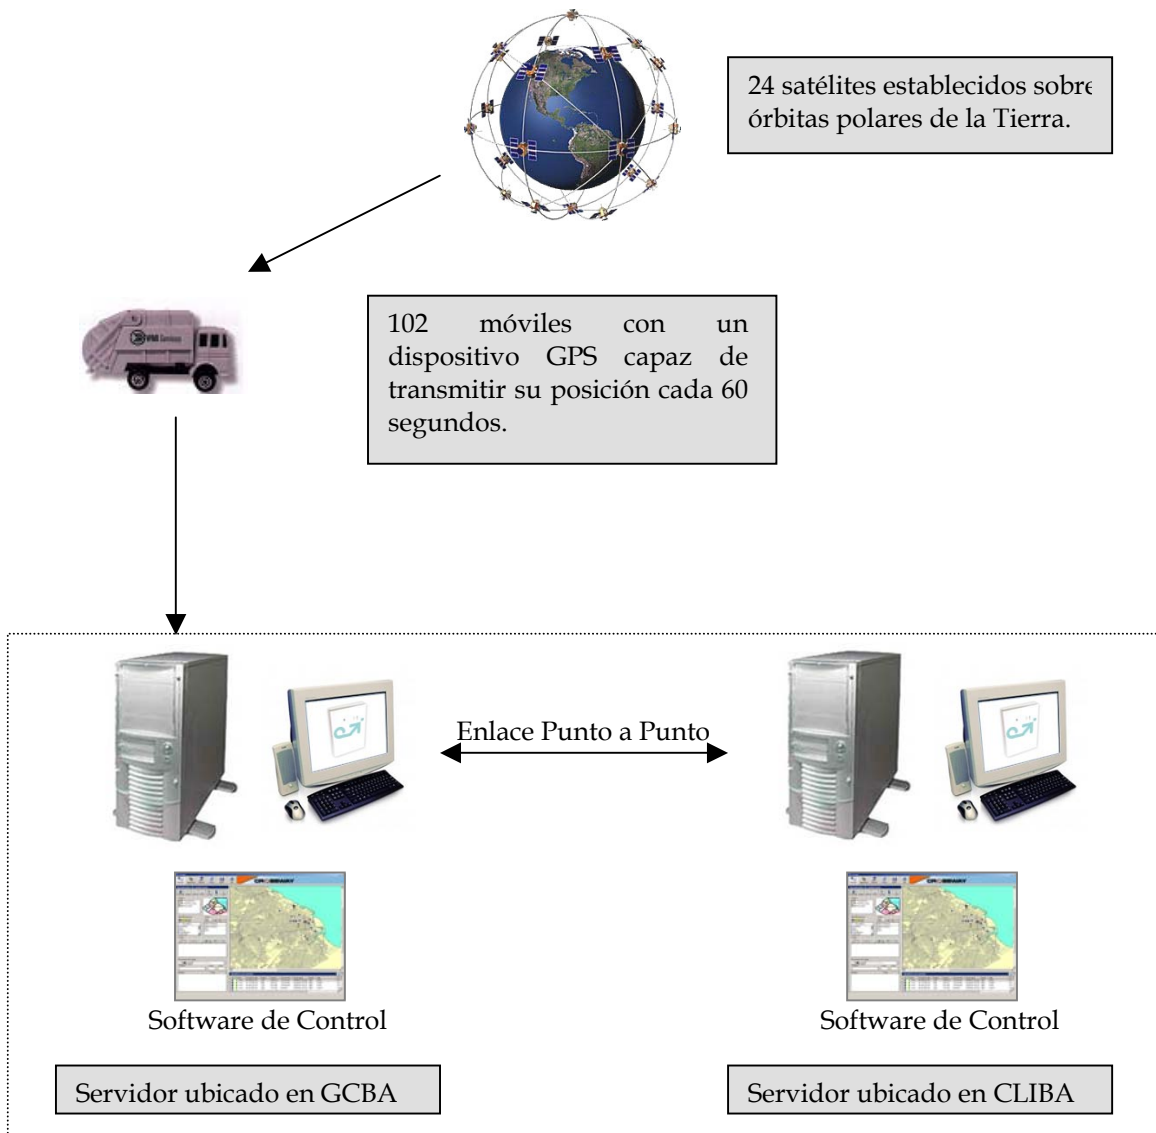 24 satélites establecidos sobre
órbitas polares de la Tierra.
102 móviles con un
dispositivo GPS capaz de
transmitir su posición cada 60
segundos.
Enlace Punto a Punto
Software de Control
Software de Control
Servidor ubicado en GCBA
Servidor ubicado en CLIBA